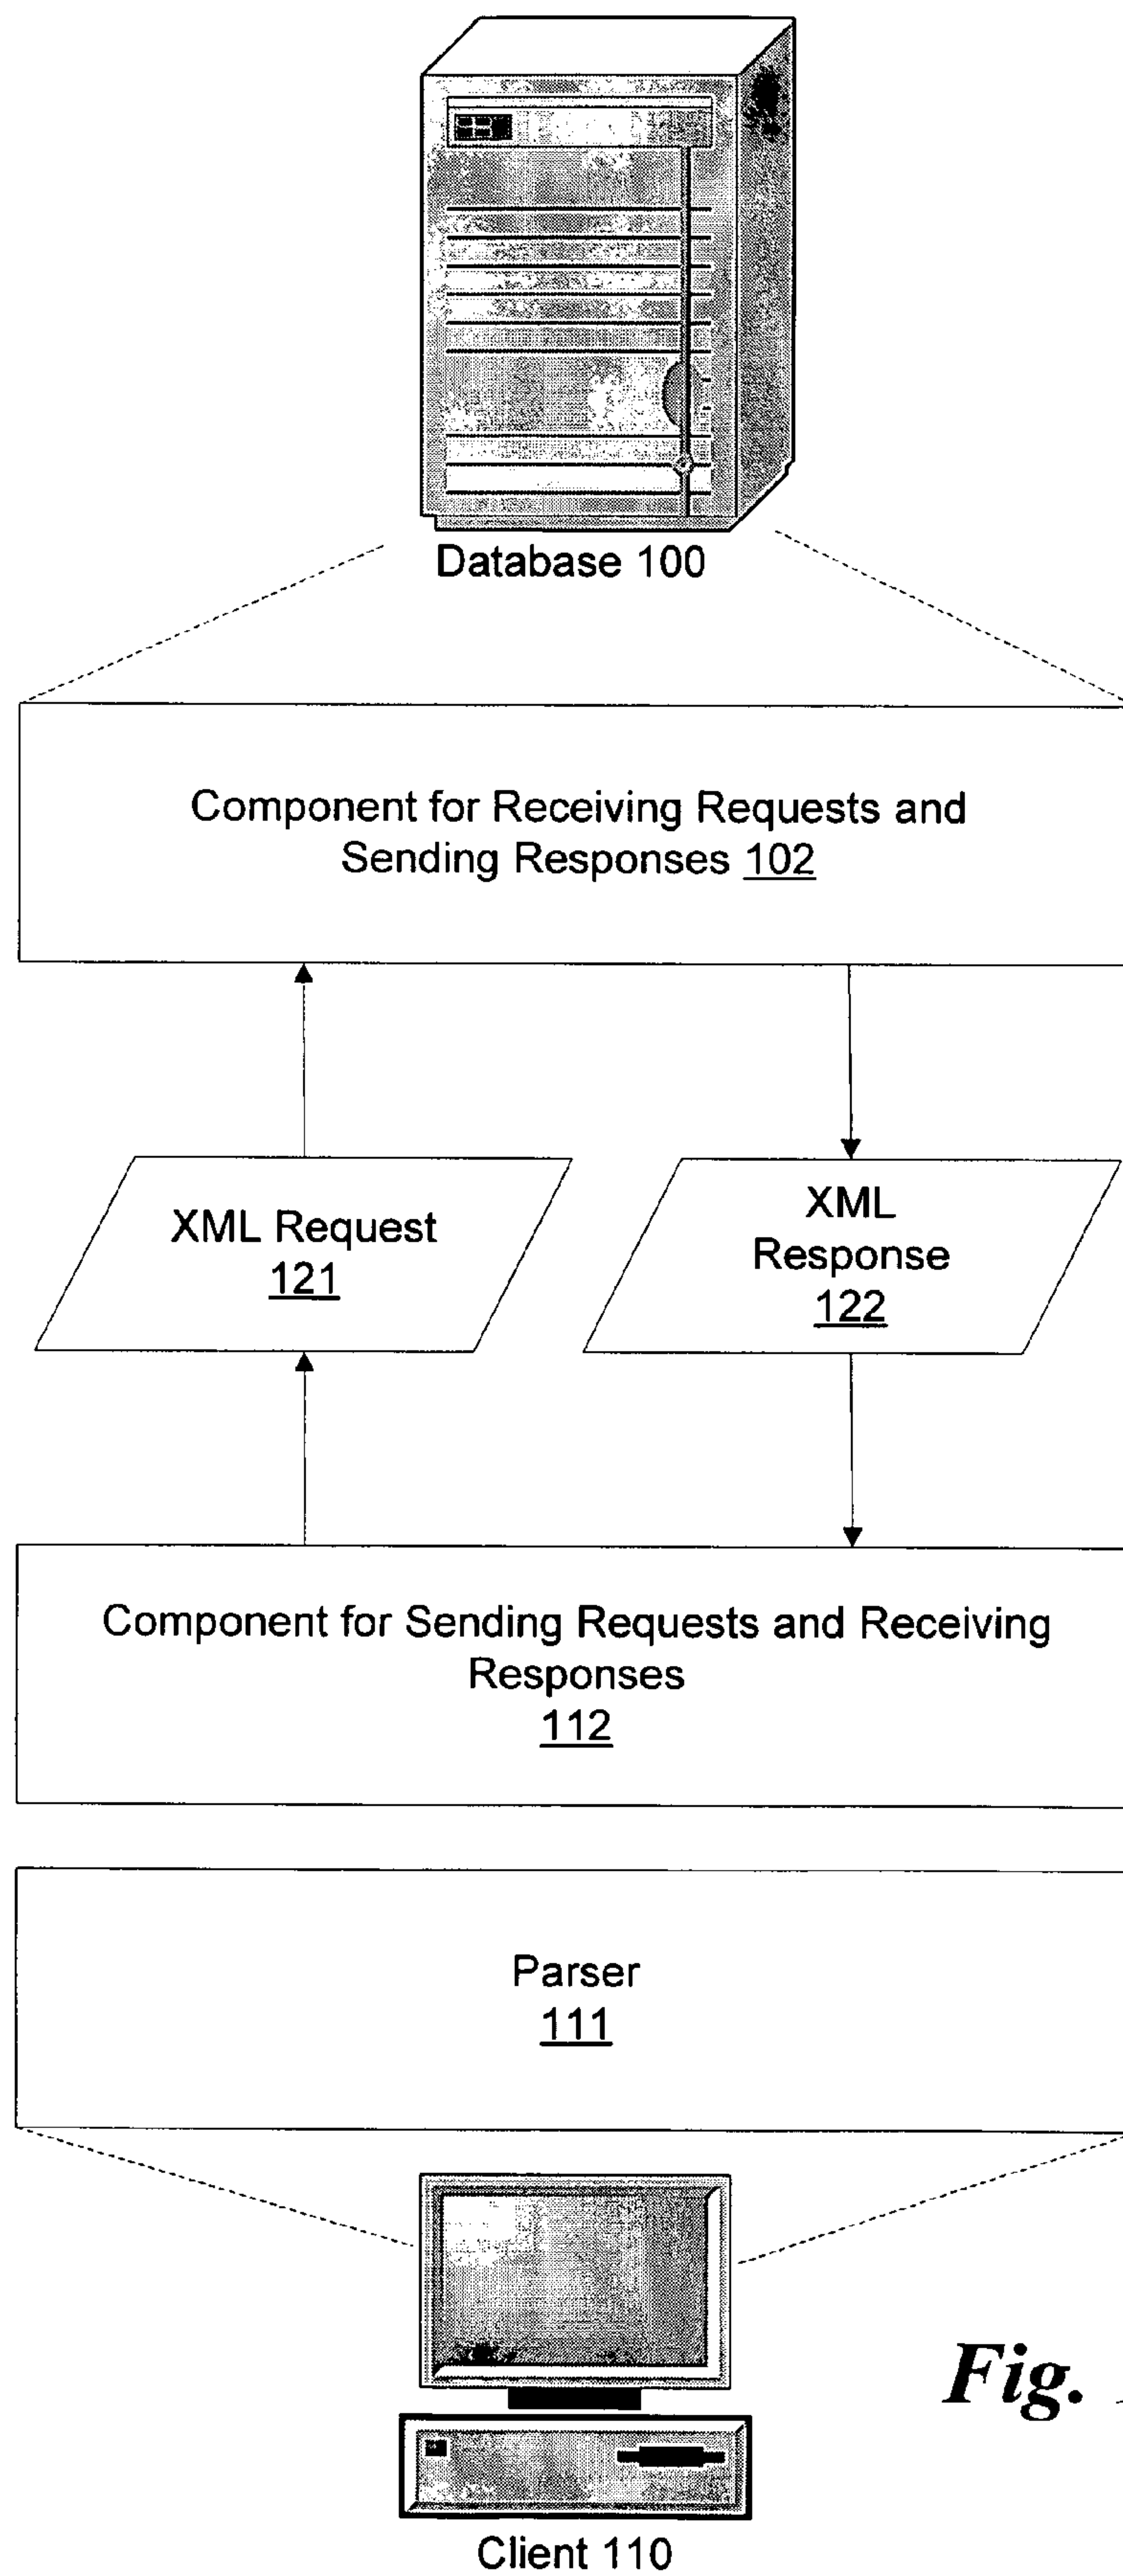 Database 100
Component for Receiving Requests and
Sending Responses 102
XML Request
121
XML
Response
122
Component for Sending Requests and Receiving
Responses
112
Parser
111
Fig.
Client 110